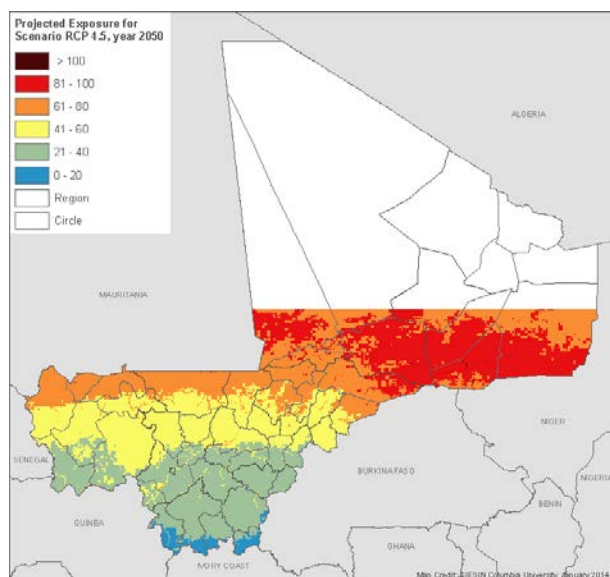 Projected Exposure for
Scenario RCP 4.5, year 2050
> 100
81 - 100
61 - 80
41 - 60
21 - 40
0 - 20
Region
Circle
ALGERIA
MAURITANIA
NIGER
SENEGAL
BURKINA FASO
NIGERIA
GUINEA
BENIN
GHANA
IVORY COAST
Map Credit: CIESIN Columbia University, January 2014